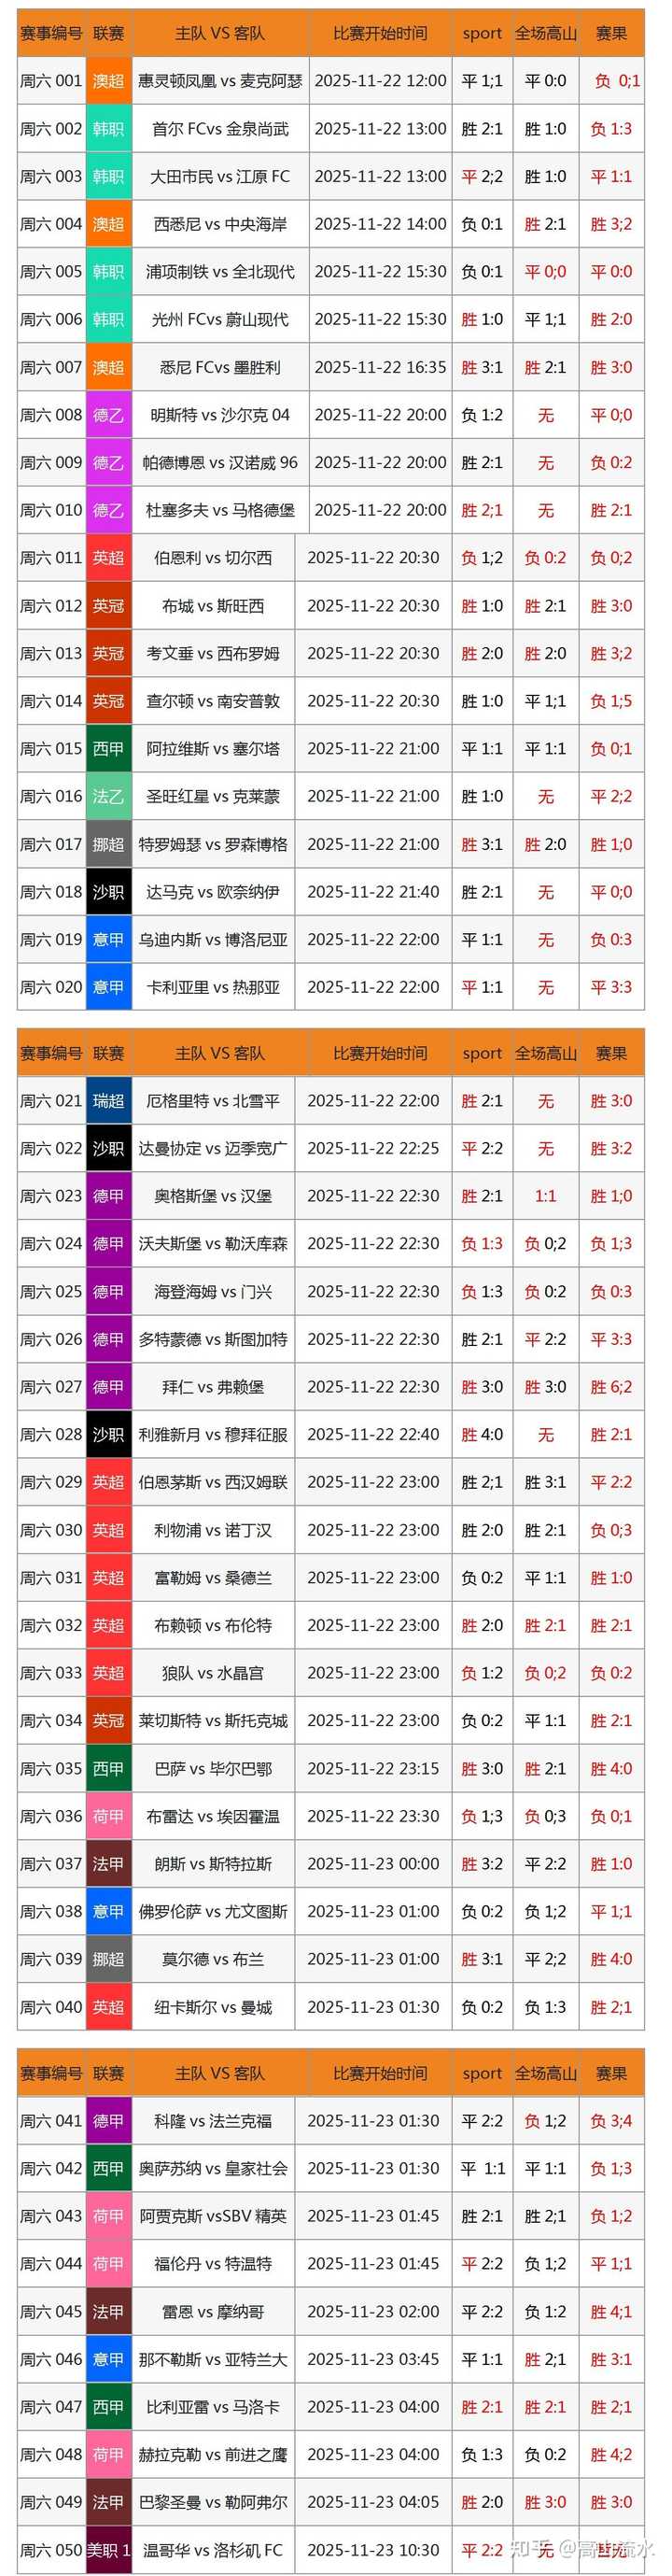 赛事编号 联赛 主队 VS 客队 比赛开始时间 sport 全场高山 赛果
周六 001 澳超 惠灵顿凤凰 vs 麦克阿瑟 2025-11-22 12:00 平 1;1 平 0:0 负 0;1
周六 002 韩职 首尔 FCvs 金泉尚武 2025-11-22 13:00 胜 2:1 胜 1:0 负 1:3
周六 003 韩职 大田市民 vs 江原 FC 2025-11-22 13:00 平 2;2 胜 1:0 平 1:1
周六 004 澳超 西悉尼 vs 中央海岸 2025-11-22 14:00 负 0:1 胜 2:1 胜 3;2
周六 005 韩职 浦项制铁 vs 全北现代 2025-11-22 15:30 负 0:1 平 0;0 平 0:0
周六 006 韩职 光州 FCvs 蔚山现代 2025-11-22 15:30 胜 1:0 平 1;1 胜 2:0
周六 007 澳超 悉尼 FCvs 墨胜利 2025-11-22 16:35 胜 3:1 胜 2:1 胜 3:0
周六 008 德乙 明斯特 vs 沙尔克 04 2025-11-22 20:00 负 1:2 无 平 0;0
周六 009 德乙 帕德博恩 vs 汉诺威 96 2025-11-22 20:00 胜 2:1 无 负 0:2
周六 010 德乙 杜塞多夫 vs 马格德堡 2025-11-22 20:00 胜 2;1 无 胜 2:1
周六 011 英超 伯恩利 vs 切尔西 2025-11-22 20:30 负 1;2 负 0:2 负 0;2
周六 012 英冠 布城 vs 斯旺西 2025-11-22 20:30 胜 1:0 胜 2:1 胜 3:0
周六 013 英冠 考文垂 vs 西布罗姆 2025-11-22 20:30 胜 2:0 胜 2:0 胜 3;2
周六 014 英冠 查尔顿 vs 南安普敦 2025-11-22 20:30 胜 1:0 平 1;1 负 1;5
周六 015 西甲 阿拉维斯 vs 塞尔塔 2025-11-22 21:00 平 1:1 平 1:1 负 0;1
周六 016 法乙 圣旺红星 vs 克莱蒙 2025-11-22 21:00 胜 1:0 无 平 2;2
周六 017 挪超 特罗姆瑟 vs 罗森博格 2025-11-22 21:00 胜 3:1 胜 2:0 胜 1;0
周六 018 沙职 达马克 vs 欧奈纳伊 2025-11-22 21:40 胜 2:1 无 平 0;0
周六 019 意甲 乌迪内斯 vs 博洛尼亚 2025-11-22 22:00 平 1:1 无 负 0:3
周六 020 意甲 卡利亚里 vs 热那亚 2025-11-22 22:00 平 1:1 无 平 3:3
赛事编号 联赛 主队 VS 客队 比赛开始时间 sport 全场高山 赛果
周六 021 瑞超 厄格里特 vs 北雪平 2025-11-22 22:00 胜 2:1 无 胜 3:0
周六 022 沙职 达曼协定 vs 迈季宽广 2025-11-22 22:25 平 2:2 无 胜 3:2
周六 023 德甲 奥格斯堡 vs 汉堡 2025-11-22 22:30 胜 2:1 1:1 胜 1;0
周六 024 德甲 沃夫斯堡 vs 勒沃库森 2025-11-22 22:30 负 1:3 负 0;2 负 1;3
周六 025 德甲 海登海姆 vs 门兴 2025-11-22 22:30 负 1:3 负 0:2 负 0:3
周六 026 德甲 多特蒙德 vs 斯图加特 2025-11-22 22:30 胜 2:1 平 2:2 平 3:3
周六 027 德甲 拜仁 vs 弗赖堡 2025-11-22 22:30 胜 3:0 胜 3:0 胜 6;2
周六 028 沙职 利雅新月 vs 穆拜征服 2025-11-22 22:40 胜 4:0 无 胜 2:1
周六 029 英超 伯恩茅斯 vs 西汉姆联 2025-11-22 23:00 胜 2;1 胜 3:1 平 2:2
周六 030 英超 利物浦 vs 诺丁汉 2025-11-22 23:00 胜 2:0 胜 2:1 负 0;3
周六 031 英超 富勒姆 vs 桑德兰 2025-11-22 23:00 负 0:2 平 1:1 胜 1:0
周六 032 英超 布赖顿 vs 布伦特 2025-11-22 23:00 胜 2:0 胜 2:1 胜 2:1
周六 033 英超 狼队 vs 水晶宫 2025-11-22 23:00 负 1:2 负 0;2 负 0:2
周六 034 英冠 莱切斯特 vs 斯托克城 2025-11-22 23:00 负 0:2 平 1:1 胜 2:1
周六 035 西甲 巴萨 vs 毕尔巴鄂 2025-11-22 23:15 胜 3:0 胜 2:1 胜 4:0
周六 036 荷甲 布雷达 vs 埃因霍温 2025-11-22 23:30 负 1;3 负 0;3 负 0;1
周六 037 法甲 朗斯 vs 斯特拉斯 2025-11-23 00:00 胜 3:2 平 2:2 胜 1:0
周六 038 意甲 佛罗伦萨 vs 尤文图斯 2025-11-23 01:00 负 0:2 负 1;2 平 1;1
周六 039 挪超 莫尔德 vs 布兰 2025-11-23 01:00 胜 3:1 平 2;2 胜 4:0
周六 040 英超 纽卡斯尔 vs 曼城 2025-11-23 01:30 负 0:2 负 1:3 胜 2;1
赛事编号 联赛 主队 VS 客队 比赛开始时间 sport 全场高山 赛果
周六 041 德甲 科隆 vs 法兰克福 2025-11-23 01:30 平 2:2 负 1;2 负 3;4
周六 042 西甲 奥萨苏纳 vs 皇家社会 2025-11-23 01:30 平 1:1 平 1:1 负 1;3
周六 043 荷甲 阿贾克斯 vsSBV 精英 2025-11-23 01:45 胜 2:1 胜 2;1 负 1;2
周六 044 荷甲 福伦丹 vs 特温特 2025-11-23 01:45 平 2:2 负 1;2 平 1;1
周六 045 法甲 雷恩 vs 摩纳哥 2025-11-23 02:00 平 2:2 负 1:2 胜 4;1
周六 046 意甲 那不勒斯 vs 亚特兰大 2025-11-23 03:45 平 1:1 胜 2;1 胜 3:1
周六 047 西甲 比利亚雷 vs 马洛卡 2025-11-23 04:00 胜 2:1 胜 2:1 胜 2;1
周六 048 荷甲 赫拉克勒 vs 前进之鹰 2025-11-23 04:00 负 1:3 负 0:2 胜 4;2
周六 049 法甲 巴黎圣曼 vs 勒阿弗尔 2025-11-23 04:05 胜 2:0 胜 3:0 胜 3:0
周六 050 美职 1 温哥华 vs 洛杉矶 FC 2025-11-23 10:30 平 2:2 无
知乎 @高山流水